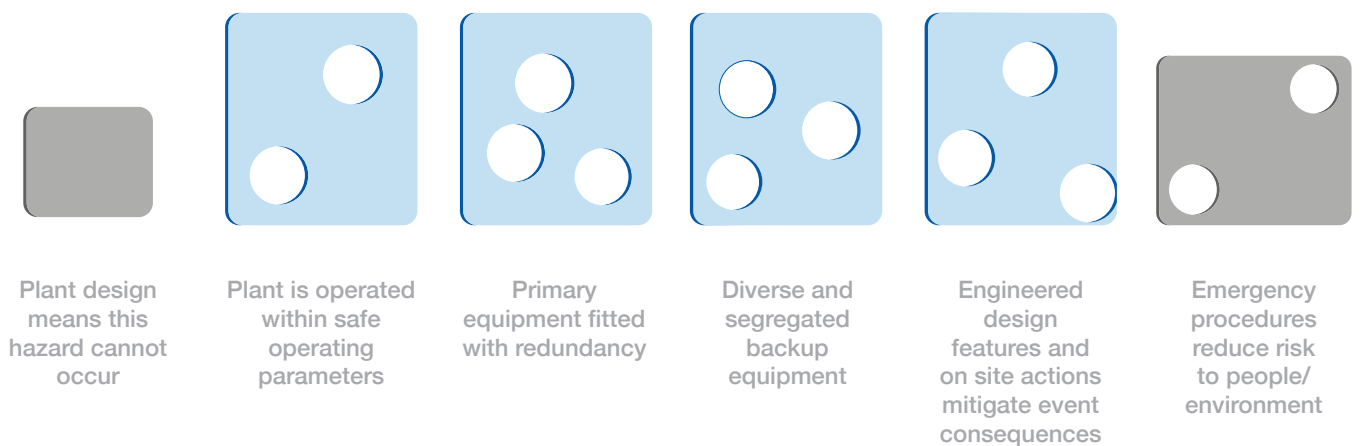 Plant design
means this
hazard cannot
occur
Plant is operated
within safe
operating
parameters
Primary
equipment fitted
with redundancy
Diverse and
segregated
backup
equipment
Engineered
design
features and
on site actions
mitigate event
consequences
Emergency
procedures
reduce risk
to people/
environment